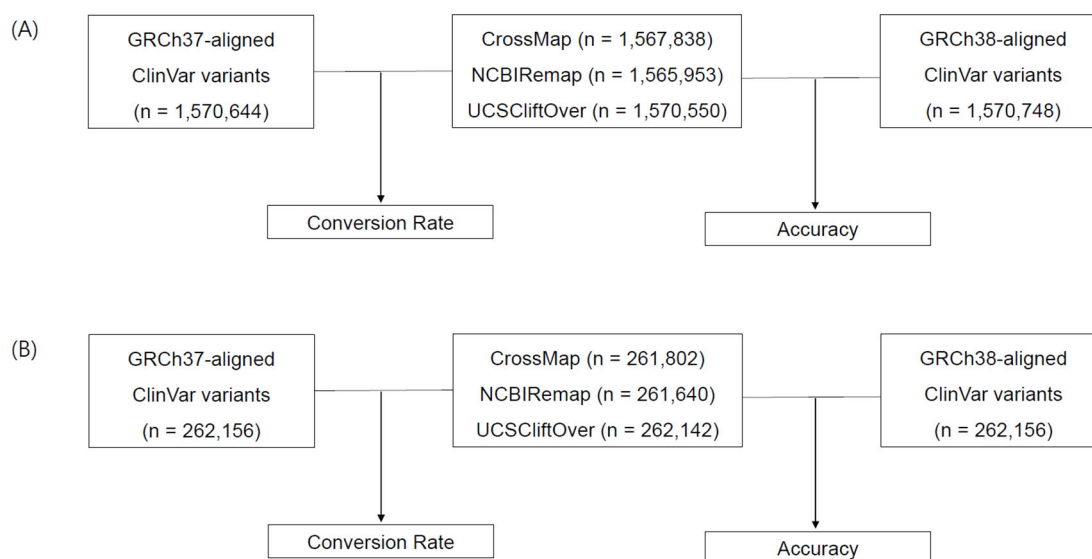 (A)
GRCh37-aligned
ClinVar variants
(n = 1,570,644)
CrossMap (n = 1,567,838)
NCBIRemap (n = 1,565,953)
UCSCliftOver (n = 1,570,550)
GRCh38-aligned
ClinVar variants
(n = 1,570,748)
Conversion Rate
Accuracy
(B)
GRCh37-aligned
ClinVar variants
(n = 262,156)
CrossMap (n = 261,802)
NCBIRemap (n = 261,640)
UCSCliftOver (n = 262,142)
GRCh38-aligned
ClinVar variants
(n = 262,156)
Conversion Rate
Accuracy